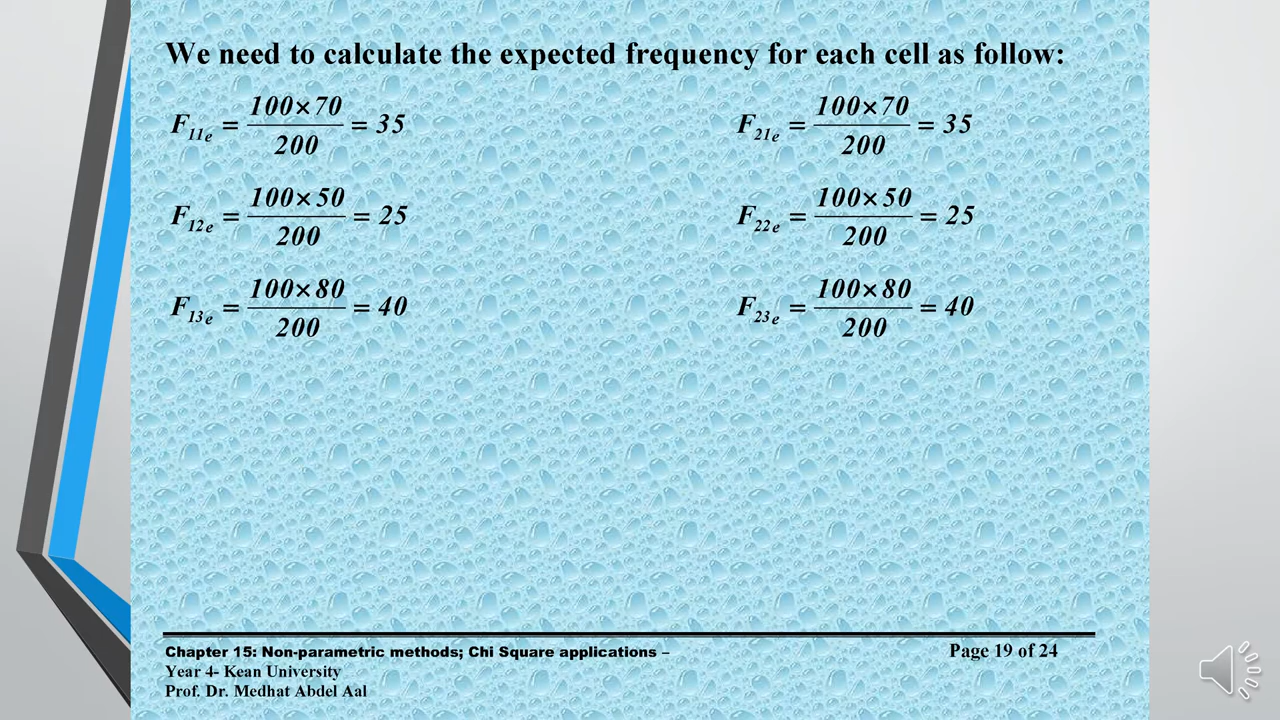 We need to calculate the expected frequency for each cell as follow:
F₁₁ₑ = 100×70 / 200 = 35
F₂₁ₑ = 100×70 / 200 = 35
F₁₂ₑ = 100×50 / 200 = 25
F₂₂ₑ = 100×50 / 200 = 25
F₁₃ₑ = 100×80 / 200 = 40
F₂₃ₑ = 100×80 / 200 = 40
Chapter 15: Non-parametric methods; Chi Square applications – Page 19 of 24
Year 4- Kean University
Prof. Dr. Medhat Abdel Aal